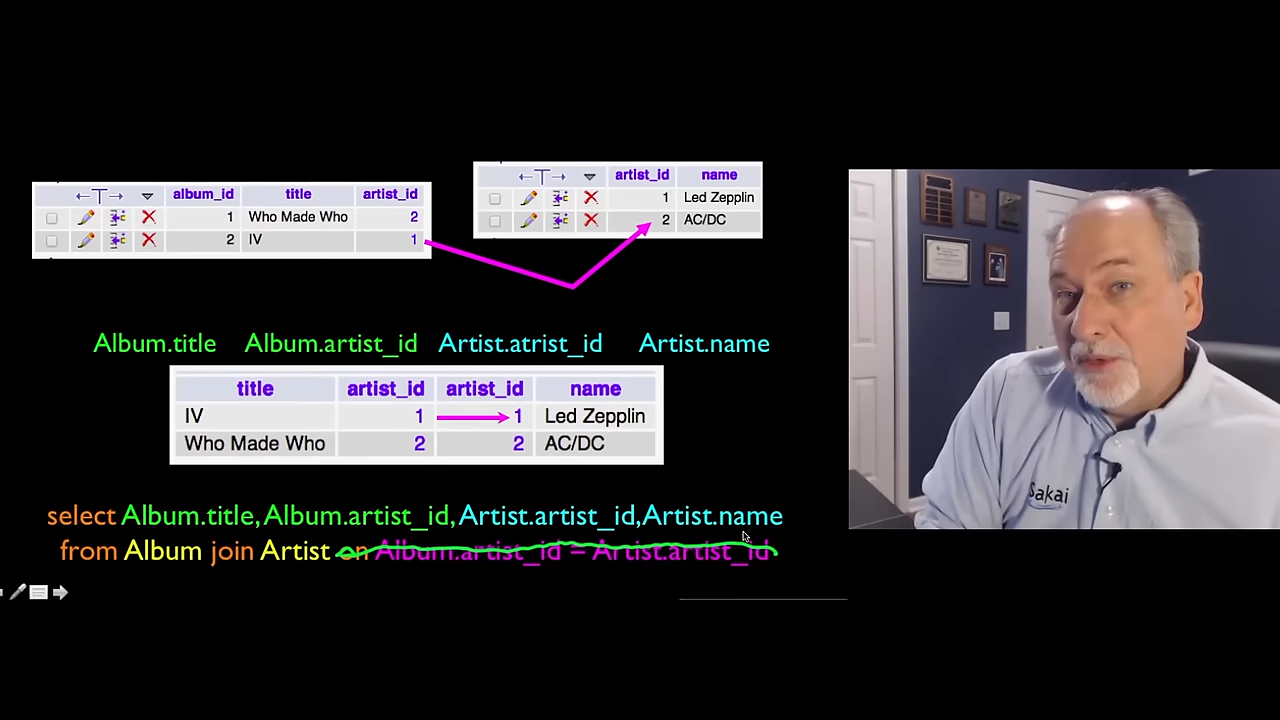 album_id title artist_id
1 Who Made Who 2
2 IV 1
artist_id name
1 Led Zepplin
2 AC/DC
Album.title Album.artist_id Artist.atrist_id Artist.name
title artist_id artist_id name
IV 1 1 Led Zepplin
Who Made Who 2 2 AC/DC
select Album.title, Album.artist_id, Artist.artist_id, Artist.name
from Album join Artist on Album.artist_id = Artist.artist_id
Sakai